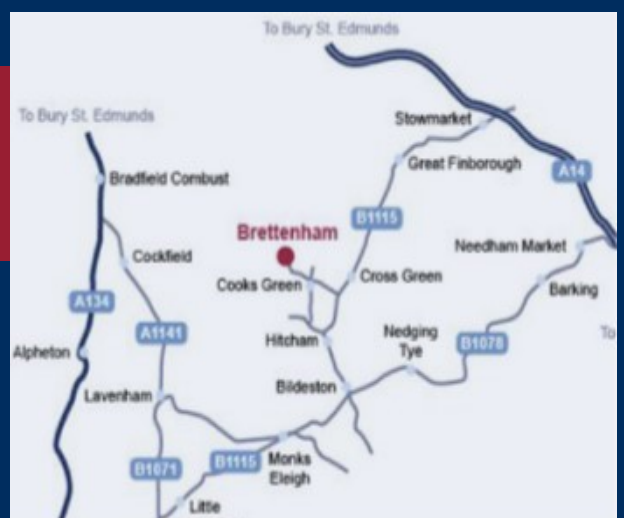 To Bury St. Edmunds
To Bury St. Edmunds
Stowmarket
Bradfield Combust
Great Finborough
A14
B1115
Brettenham
Needham Market
Cockfield
Cooks Green
Cross Green
Barking
A134
A1141
Hitcham
Nedging
Tye
B1078
To
Alpheton
Bildeston
Lavenham
B1071
B1115
Monks
Eleigh
Little